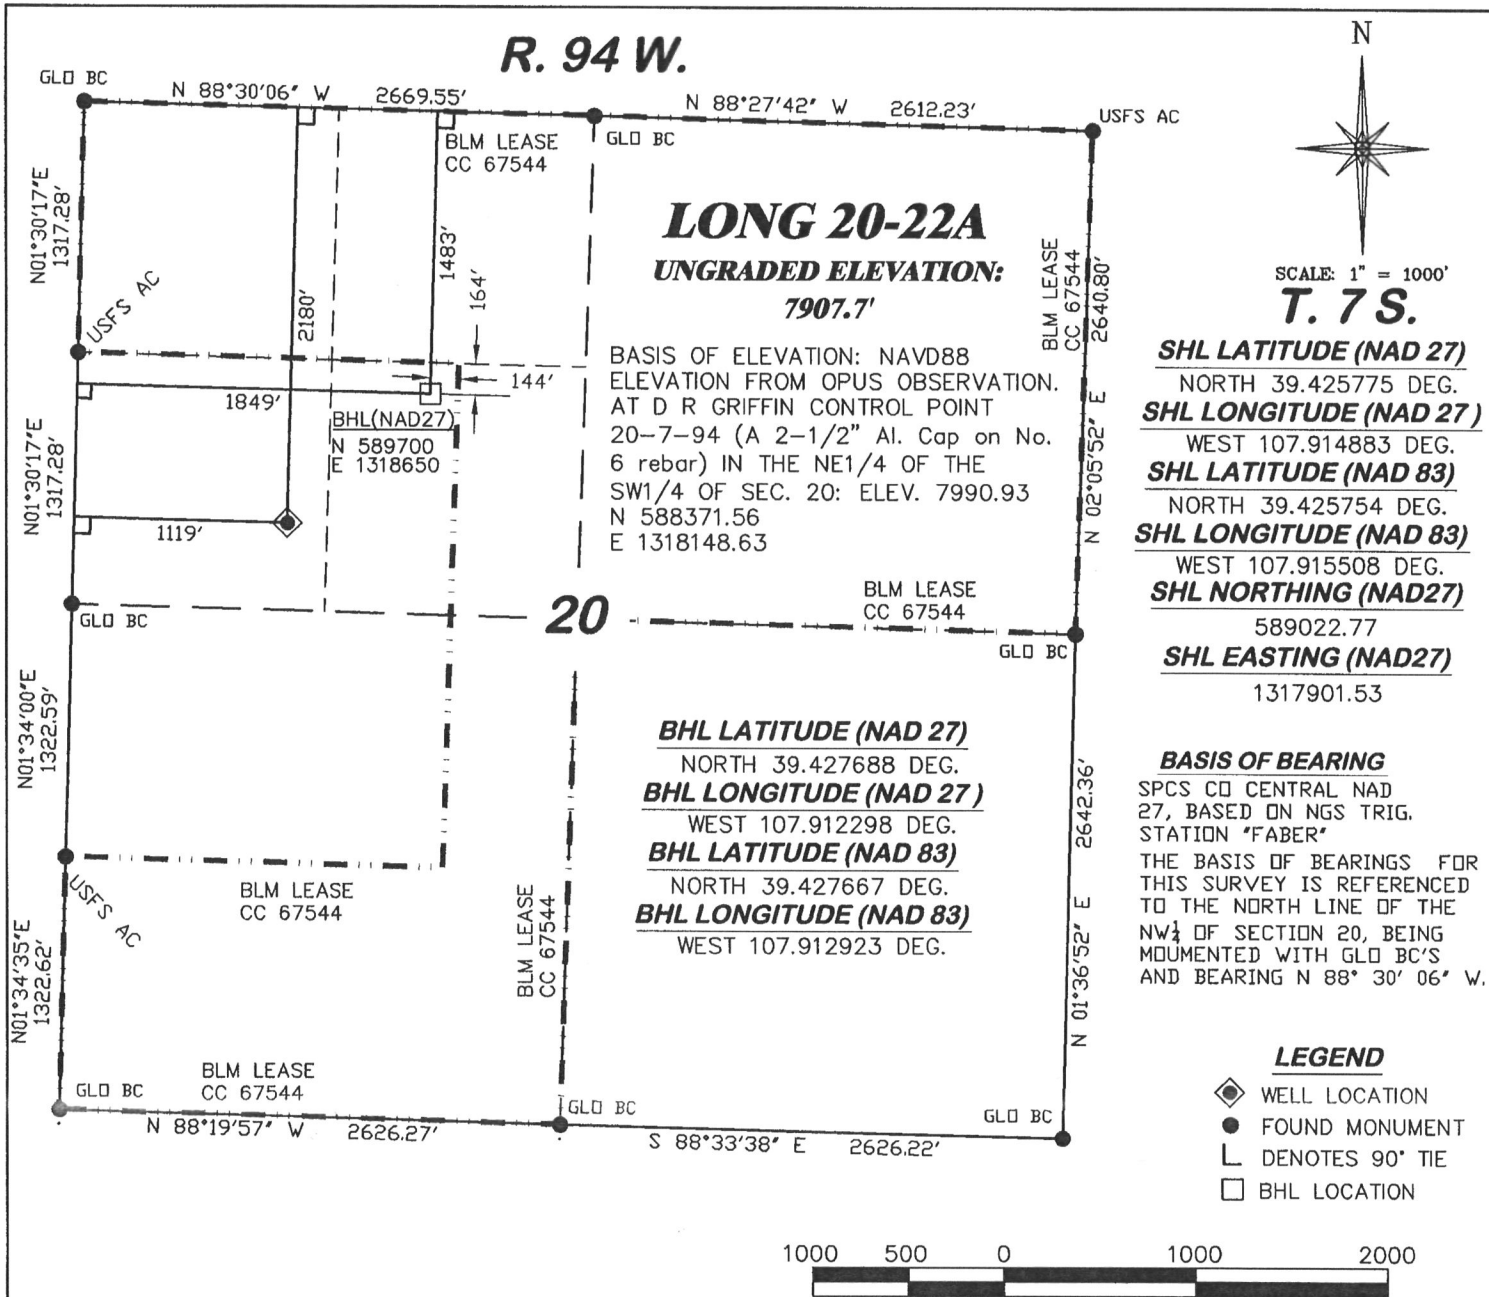 R. 94 W.
N
GLO BC
N 88°30'06" W 2669.55'
N 88°27'42" W 2612.23'
USFS AC
GLO BC
BLM LEASE
CC 67544
N01°30'17"E
1317.28'
USFS AC
2180'
1483'
164'
144'
1849'
BHL(NAD27)
N 589700
E 1318650
N01°30'17"E
1317.28'
1119'
LONG 20-22A
UNGRADED ELEVATION:
7907.7'
BASIS OF ELEVATION: NAVD88
ELEVATION FROM OPUS OBSERVATION.
AT D R GRIFFIN CONTROL POINT
20-7-94 (A 2-1/2" Al. Cap on No.
6 rebar) IN THE NE1/4 OF THE
SW1/4 OF SEC. 20: ELEV. 7990.93
N 588371.56
E 1318148.63
BLM LEASE
CC 67544
2640.80'
N 02°05'52" E
SCALE: 1" = 1000'
T. 7 S.
SHL LATITUDE (NAD 27)
NORTH 39.425775 DEG.
SHL LONGITUDE (NAD 27)
WEST 107.914883 DEG.
SHL LATITUDE (NAD 83)
NORTH 39.425754 DEG.
SHL LONGITUDE (NAD 83)
WEST 107.915508 DEG.
SHL NORTHING (NAD27)
589022.77
SHL EASTING (NAD27)
1317901.53
GLO BC
20
BLM LEASE
CC 67544
GLO BC
N01°34'00"E
1322.59'
BHL LATITUDE (NAD 27)
NORTH 39.427688 DEG.
BHL LONGITUDE (NAD 27)
WEST 107.912298 DEG.
BHL LATITUDE (NAD 83)
NORTH 39.427667 DEG.
BHL LONGITUDE (NAD 83)
WEST 107.912923 DEG.
2642.36'
N 01°36'52" E
BASIS OF BEARING
SPCS CO CENTRAL NAD
27, BASED ON NGS TRIG.
STATION "FABER"
THE BASIS OF BEARINGS FOR
THIS SURVEY IS REFERENCED
TO THE NORTH LINE OF THE
NW¼ OF SECTION 20, BEING
MOUMENTED WITH GLO BC'S
AND BEARING N 88° 30' 06" W.
USFS AC
BLM LEASE
CC 67544
BLM LEASE
CC 67544
N01°34'35"E
1322.62'
GLO BC
BLM LEASE
CC 67544
N 88°19'57" W 2626.27'
GLO BC
S 88°33'38" E 2626.22'
GLO BC
LEGEND
WELL LOCATION
FOUND MONUMENT
DENOTES 90° TIE
BHL LOCATION
1000 500 0 1000 2000